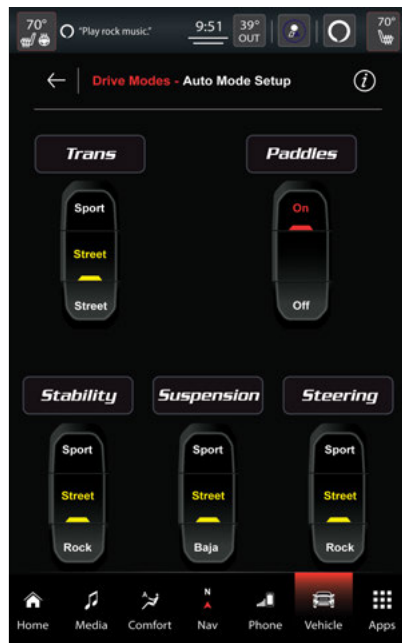 70° "Play rock music." 9:51 39° OUT 70°
Drive Modes - Auto Mode Setup i
Trans Paddles
Sport On
Street
Street Off
Stability Suspension Steering
Sport Sport Sport
Street Street Street
Rock Baja Rock
N
Home Media Comfort Nav Phone Vehicle Apps